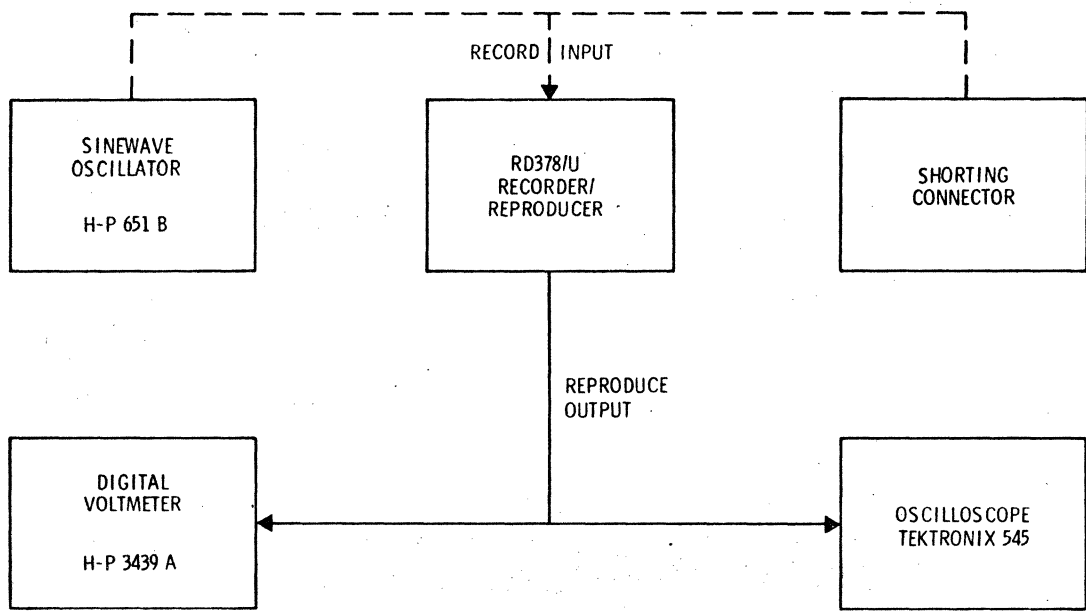 RECORD INPUT
SINEWAVE
OSCILLATOR
H-P 651 B
RD378/U
RECORDER/
REPRODUCER
SHORTING
CONNECTOR
REPRODUCE
OUTPUT
DIGITAL
VOLTMETER
H-P 3439 A
OSCILLOSCOPE
TEKTRONIX 545